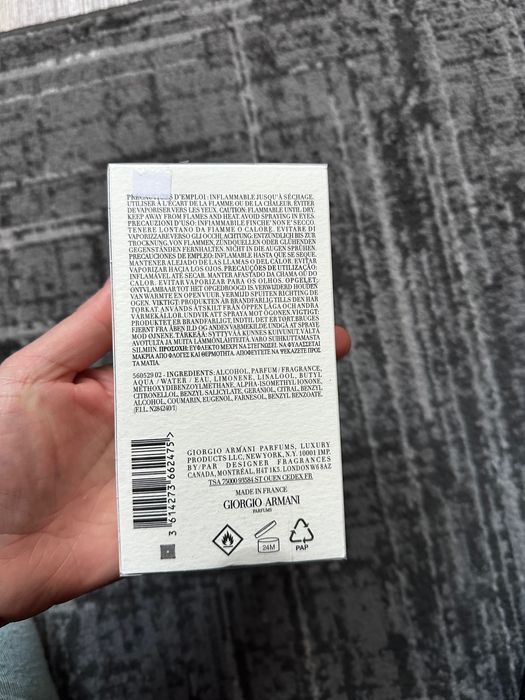 D'EMPLOI : INFLAMMABLE JUSQU'À SÉCHAGE.
UTILISER À L'ÉCART DE LA FLAMME OU DE LA CHALEUR. ÉVITER
DE VAPORISER VERS LES YEUX. CAUTION: FLAMMABLE UNTIL DRY.
KEEP AWAY FROM FLAMES AND HEAT. AVOID SPRAYING IN EYES.
PRECAUZIONI D'USO: INFIAMMABILE FINCHE' NON E' SECCO.
TENERE LONTANO DA FIAMME O CALORE. EVITARE DI
VAPORIZZARE VERSO GLI OCCHI. ACHTUNG: ENTZÜNDLICH BIS ZUR
TROCKNUNG. VON FLAMMEN, ZÜNDQUELLEN ODER GLÜHENDEN
GEGENSTÄNDEN FERNHALTEN. NICHT IN DIE AUGEN SPRÜHEN.
PRECAUCIONES DE EMPLEO: INFLAMABLE HASTA QUE SE SEQUE.
MANTENER ALEJADO DE LAS LLAMAS O DEL CALOR. EVITAR
VAPORIZAR HACIA LOS OJOS. PRECAUÇÕES DE UTILIZAÇÃO:
INFLAMÁVEL ATÉ SECAR. MANTER AFASTADO DA CHAMA OU DO
CALOR. EVITAR VAPORIZAR PARA OS OLHOS. OPGELET:
ONTVLAMBAAR TOT HET OPGEDROOGD IS. VERWIJDERD HOUDEN
VAN WARMTE EN OPEN VUUR. VERMIJD SPUITEN RICHTING DE
OGEN. VIKTIGT: PRODUKTEN ÄR BRANDFARLIG TILLS DEN HAR
TORKAT. ANVÄNDS ÅTSKILT FRÅN ÖPPEN LÅGA OCH ANDRA
VÄRMEKÄLLOR. UNDVIK ATT SPRAYA MOT ÖGONEN. VIGTIGT:
PRODUKTET ER BRANDFARLIGT, INDTIL DET ER TØRT. BRUGES
FJERNT FRA ÅBEN ILD OG ANDEN VARMEKILDE. UNDGÅ AT SPRAYE
MOD ØJNENE. TÄRKEÄÄ: SYTTYVÄÄ KUNNES KUIVUNUT. VÄLTÄ
AVOTULTA JA MUITA LÄMMÖNLÄHTEITÄ. VARO SUIHKUTTAMASTA
SILMIIN. ΠΡΟΣΟΧΗ: ΕΥΦΛΕΚΤΟ ΜΕΧΡΙ ΝΑ ΣΤΕΓΝΩΣΕΙ. ΝΑ ΦΥΛΑΣΣΕΤΑΙ
ΜΑΚΡΙΑ ΑΠΟ ΦΛΟΓΕΣ ΚΑΙ ΘΕΡΜΟΤΗΤΑ. ΑΠΟΦΕΥΓΕΤΕ ΝΑ ΨΕΚΑΖΕΤΕ ΠΡΟΣ
ΤΑ ΜΑΤΙΑ.
560529 02 - INGREDIENTS: ALCOHOL, PARFUM / FRAGRANCE,
AQUA / WATER / EAU, LIMONENE, LINALOOL, BUTYL
METHOXYDIBENZOYLMETHANE, ALPHA-ISOMETHYL IONONE,
CITRONELLOL, BENZYL SALICYLATE, GERANIOL, CITRAL, BENZYL
ALCOHOL, COUMARIN, EUGENOL, FARNESOL, BENZYL BENZOATE.
(F.I.L. N284240/1)
GIORGIO ARMANI PARFUMS, LUXURY
PRODUCTS LLC, NEW YORK, N.Y. 10001 IMP.
BY/PAR DESIGNER FRAGRANCES
CANADA, MONTRÉAL, H4T 1K5. LONDON W6 8AZ
TSA 75000 93584 ST OUEN CEDEX FR
MADE IN FRANCE
GIORGIO ARMANI
PARFUMS
3 614273 662475 >
24M
PAP